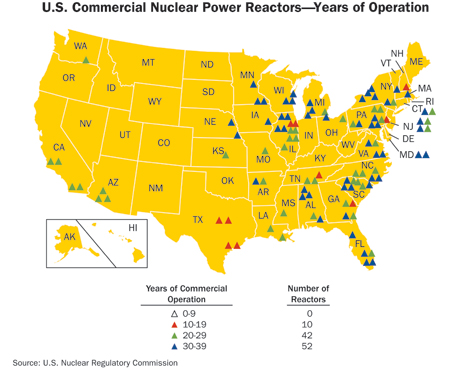 U.S. Commercial Nuclear Power Reactors—Years of Operation
WA
MT
ND
MN
NH
VT
ME
OR
ID
SD
WI
NY
MA
WY
MI
RI
CT
NV
NE
IA
PA
NJ
UT
CO
IL
IN
OH
DE
CA
KS
MO
WV
VA
MD
KY
NC
AZ
NM
OK
AR
TN
SC
TX
LA
MS
AL
GA
FL
AK
HI
Years of Commercial Operation
Number of Reactors
0-9 0
10-19 10
20-29 42
30-39 52
Source: U.S. Nuclear Regulatory Commission